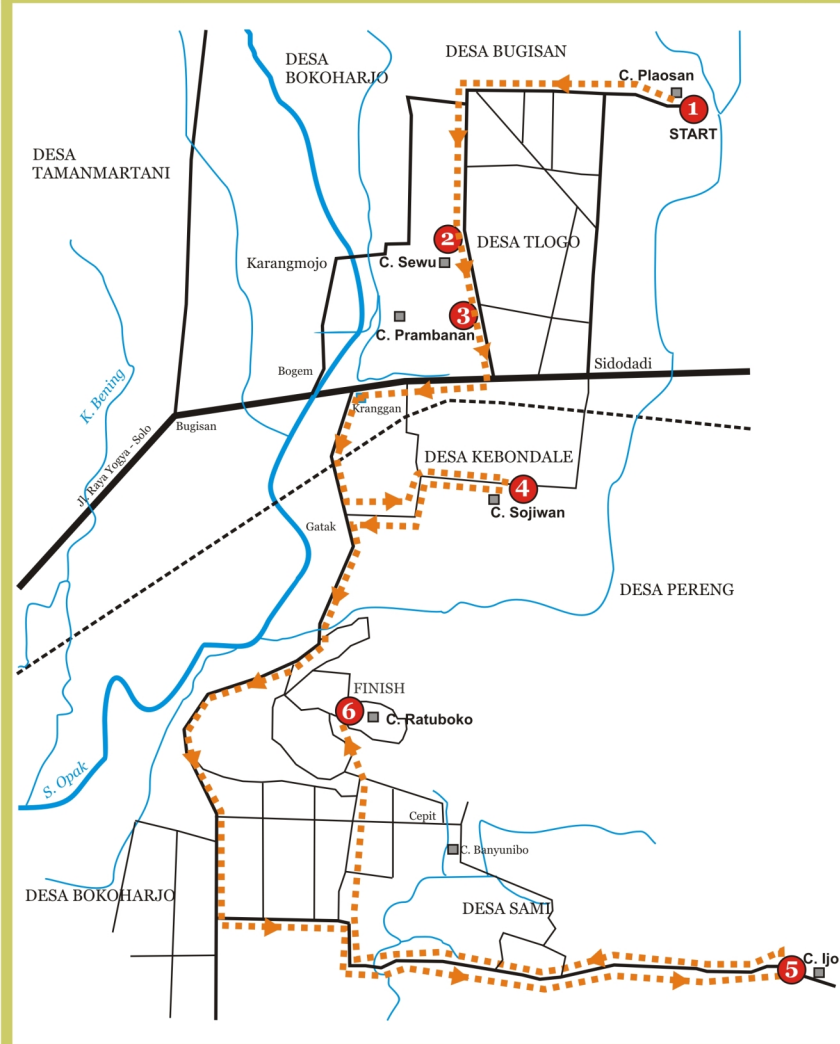 DESA BUGISAN
DESA
BOKOHARJO
C. Plaosan
1
START
DESA
TAMANMARTANI
2
DESA TLOGO
Karangmojo
C. Sewu
3
C. Prambanan
Sidodadi
Bogem
K. Bening
Kranggan
Bugisan
Jl. Raya Yogya - Solo
DESA KEBONDALE
4
C. Sojiwan
Gatak
DESA PERENG
FINISH
6
C. Ratuboko
S. Opak
Cepit
C. Banyunibo
DESA BOKOHARJO
DESA SAMI
C. Ijo
5